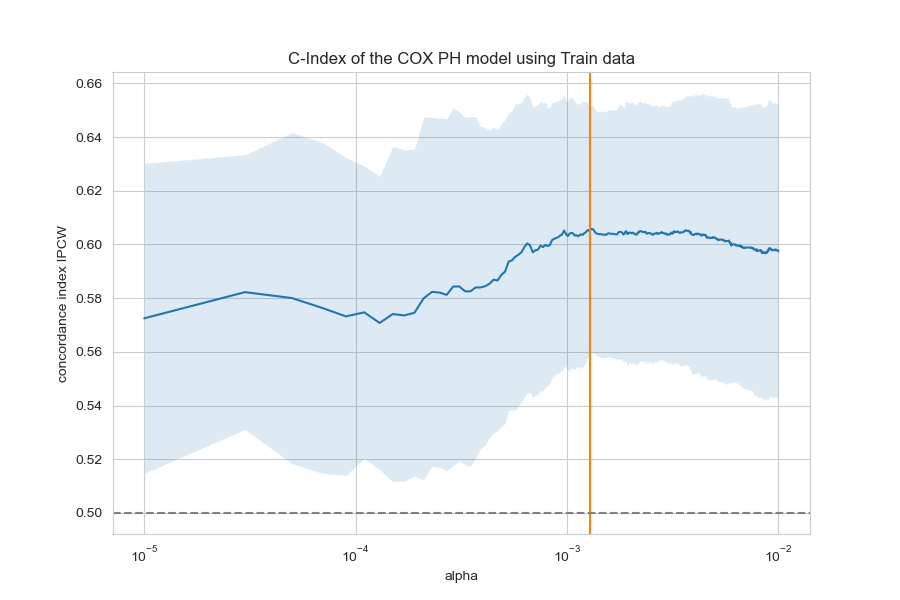 C-Index of the COX PH model using Train data
concordance index IPCW
0.66
0.64
0.62
0.60
0.58
0.56
0.54
0.52
0.50
10⁻⁵ 10⁻⁴ 10⁻³ 10⁻²
alpha